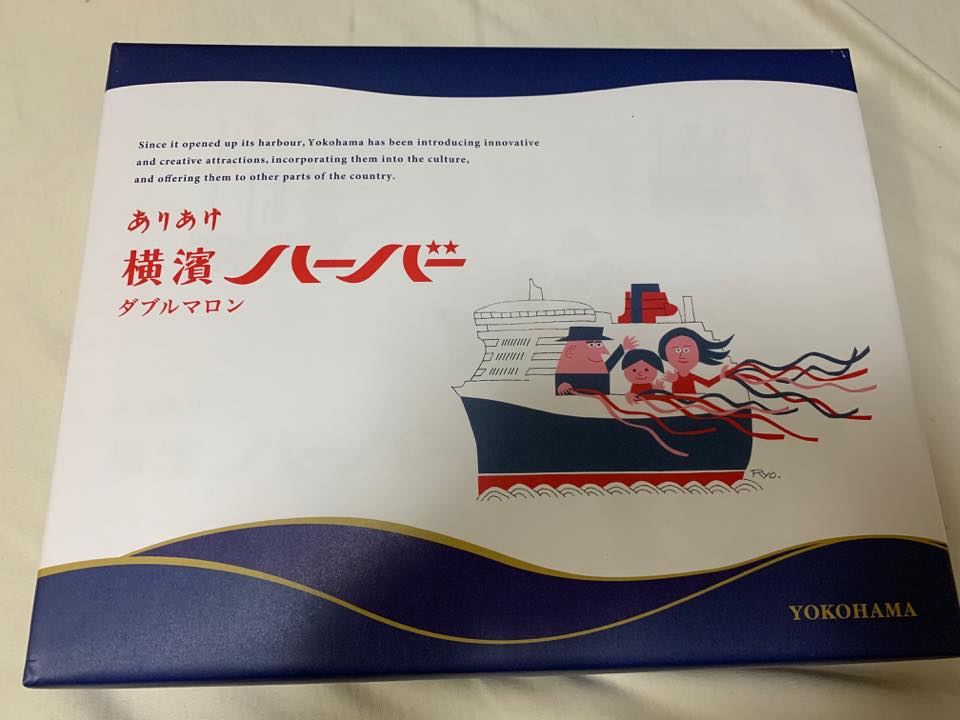 Since it opened up its harbour, Yokohama has been introducing innovative
and creative attractions, incorporating them into the culture,
and offering them to other parts of the country.
ありあけ
横濱ハーバー
ダブルマロン
Ryo.
YOKOHAMA